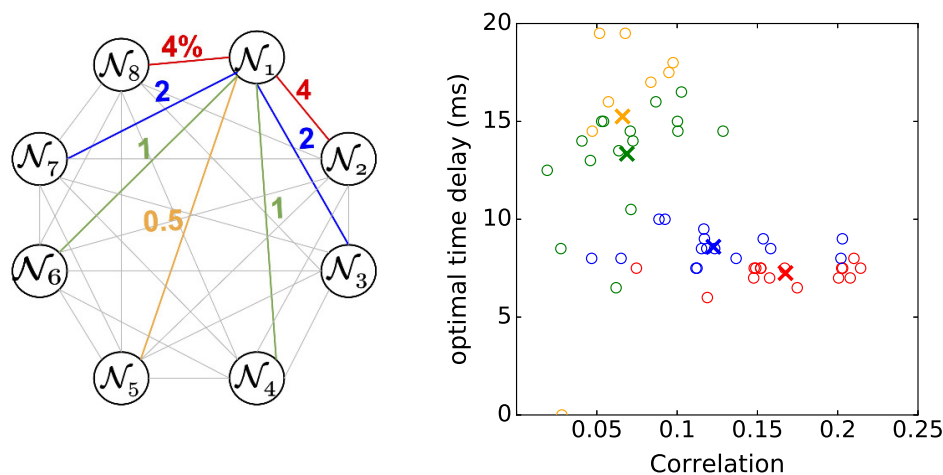 4%
𝒩₈
𝒩₁
2
4
1
2
𝒩₇
𝒩₂
0.5
1
𝒩₆
𝒩₃
𝒩₅
𝒩₄
20
15
10
5
0
optimal time delay (ms)
0.05
0.1
0.15
0.2
0.25
Correlation